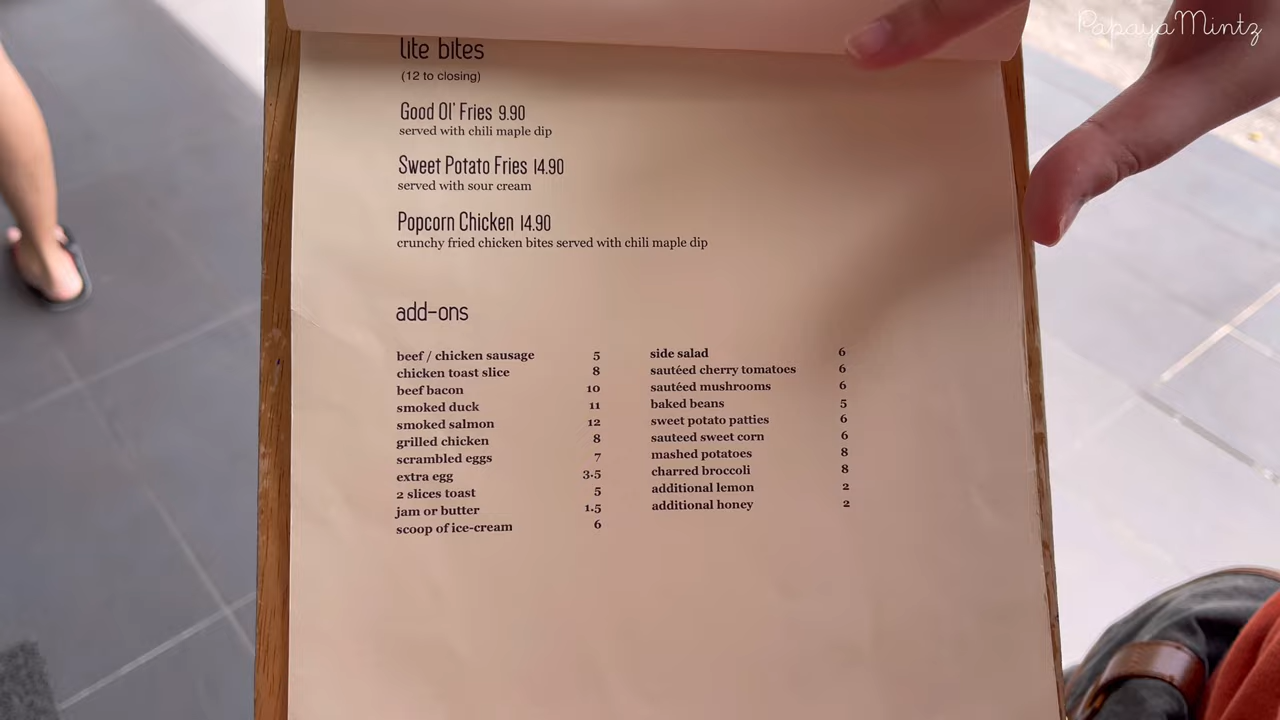 PapayaMintz
lite bites
(12 to closing)
Good Ol' Fries 9.90
served with chili maple dip
Sweet Potato Fries 14.90
served with sour cream
Popcorn Chicken 14.90
crunchy fried chicken bites served with chili maple dip
add-ons
beef / chicken sausage 5
chicken toast slice 8
beef bacon 10
smoked duck 11
smoked salmon 12
grilled chicken 8
scrambled eggs 7
extra egg 3.5
2 slices toast 5
jam or butter 1.5
scoop of ice-cream 6
side salad 6
sautéed cherry tomatoes 6
sautéed mushrooms 6
baked beans 5
sweet potato patties 6
sauteed sweet corn 6
mashed potatoes 8
charred broccoli 8
additional lemon 2
additional honey 2